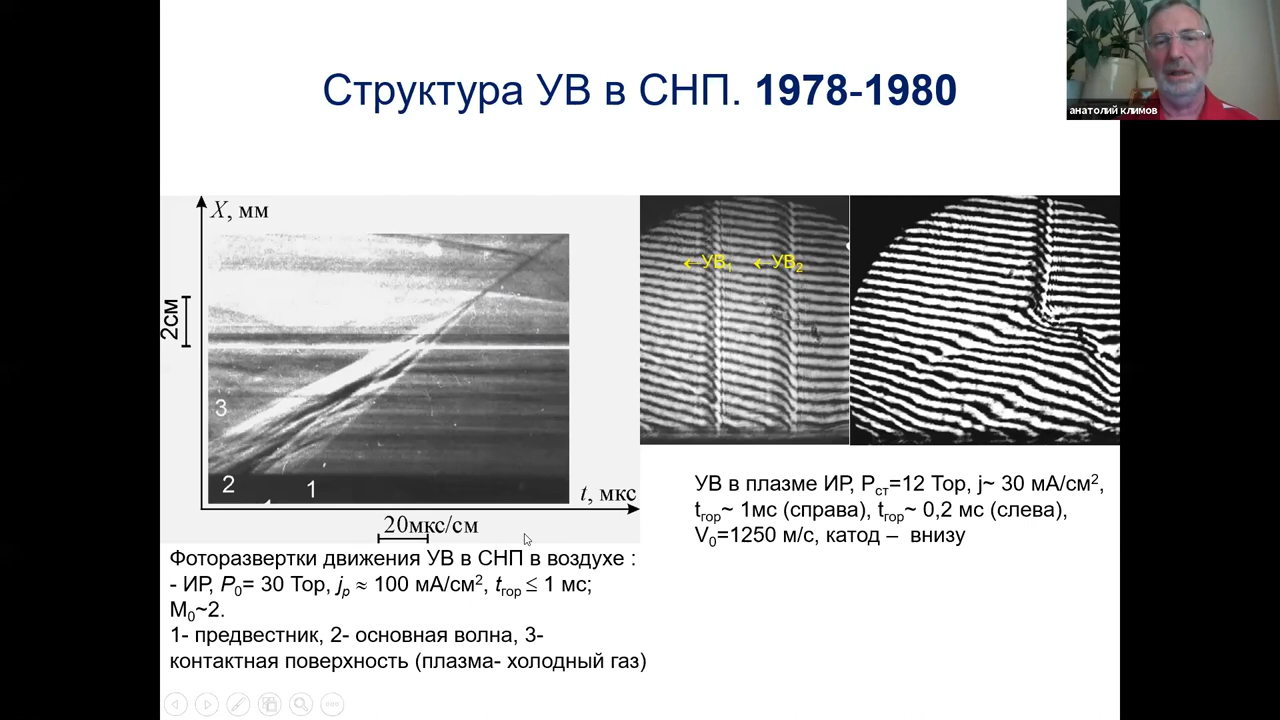 Структура УВ в СНП. 1978-1980
анатолий климов
X, мм
2см
3
2
1
t, мкс
20мкс/см
←УВ₁
←УВ₂
УВ в плазме ИР, Pст=12 Тор, j~ 30 мА/см²,
tгор~ 1мс (справа), tгор~ 0,2 мс (слева),
V₀=1250 м/с, катод – внизу
Фоторазвертки движения УВ в СНП в воздухе :
- ИР, P₀= 30 Тор, jр ≈ 100 мА/см², tгор ≤ 1 мс;
М₀~2.
1- предвестник, 2- основная волна, 3-
контактная поверхность (плазма- холодный газ)